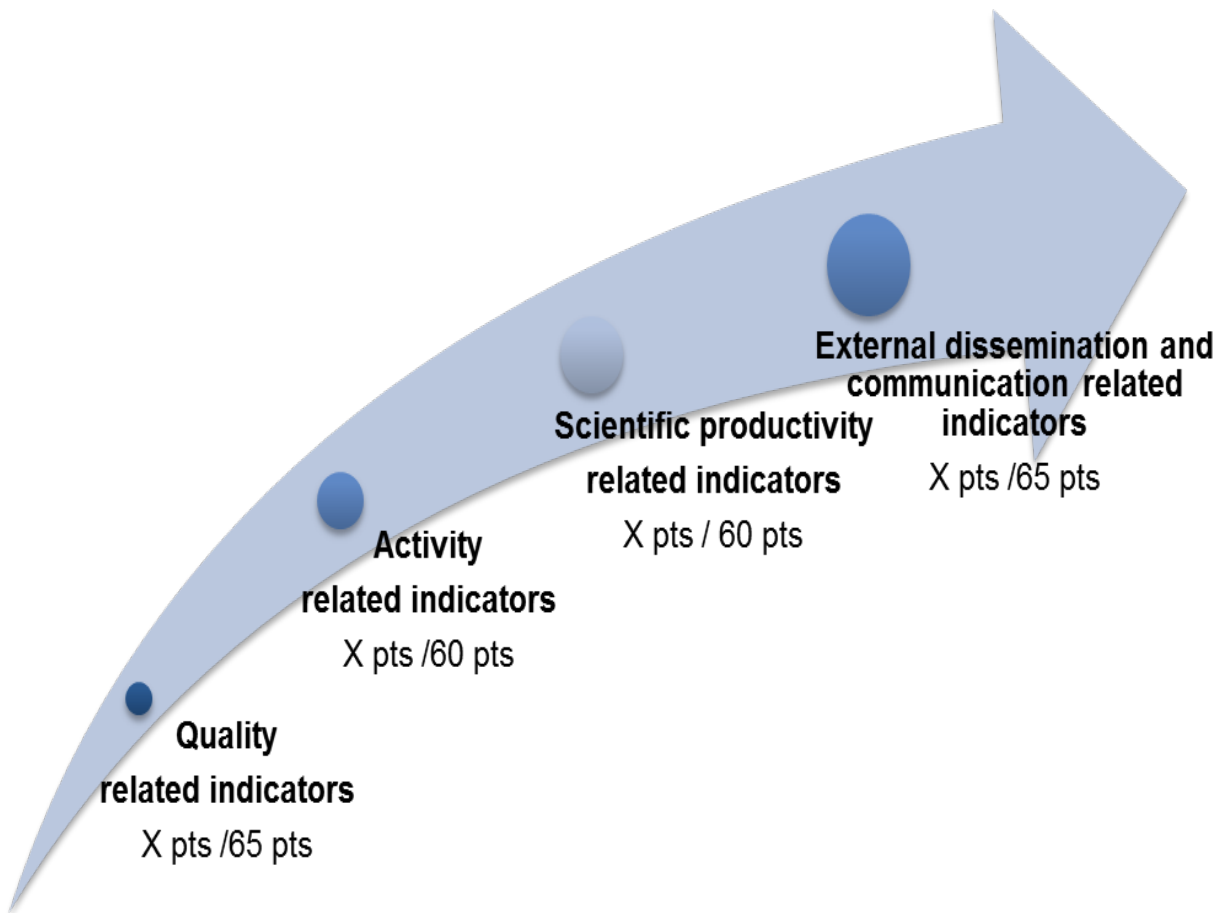 Quality
related indicators
X pts /65 pts
Activity
related indicators
X pts /60 pts
Scientific productivity
related indicators
X pts / 60 pts
External dissemination and
communication related
indicators
X pts /65 pts